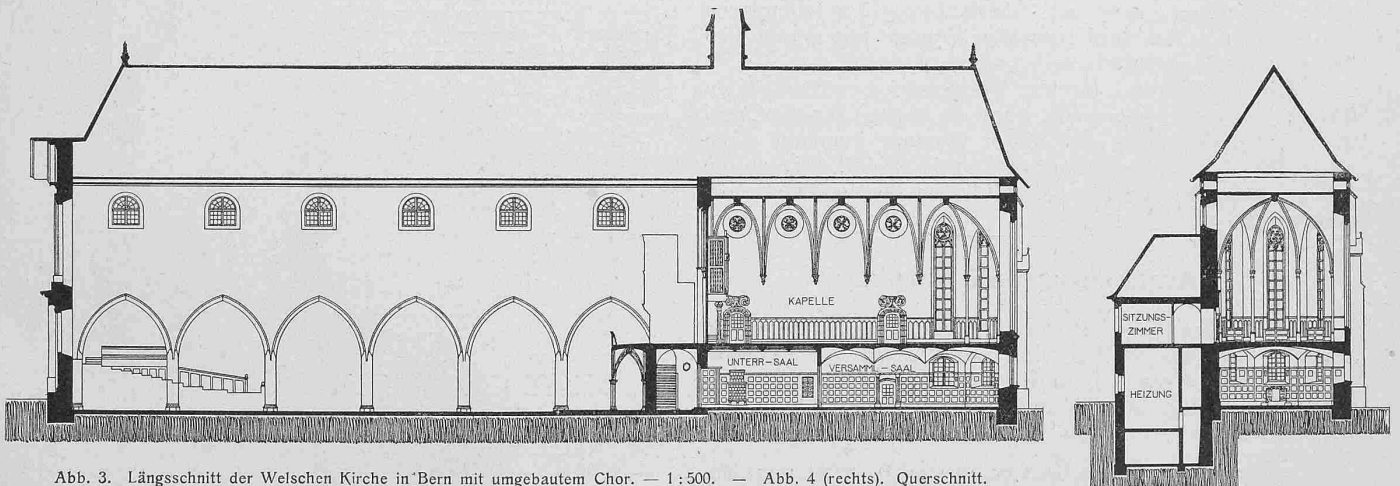 KAPELLE
UNTERR-SAAL
VERSAMML-SAAL
SITZUNGS-
ZIMMER
HEIZUNG
Abb. 3. Längsschnitt der Welschen Kirche in Bern mit umgebautem Chor. — 1:500. — Abb. 4 (rechts). Querschnitt.